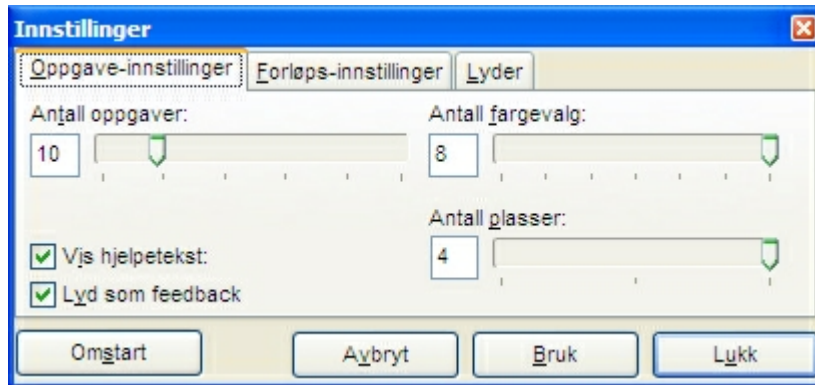 Innstillinger
Oppgave-innstillinger Forløps-innstillinger Lyder
Antall oppgaver: Antall fargevalg:
10 8
Antall plasser:
Vis hjelpetekst: 4
Lyd som feedback
Omstart Avbryt Bruk Lukk